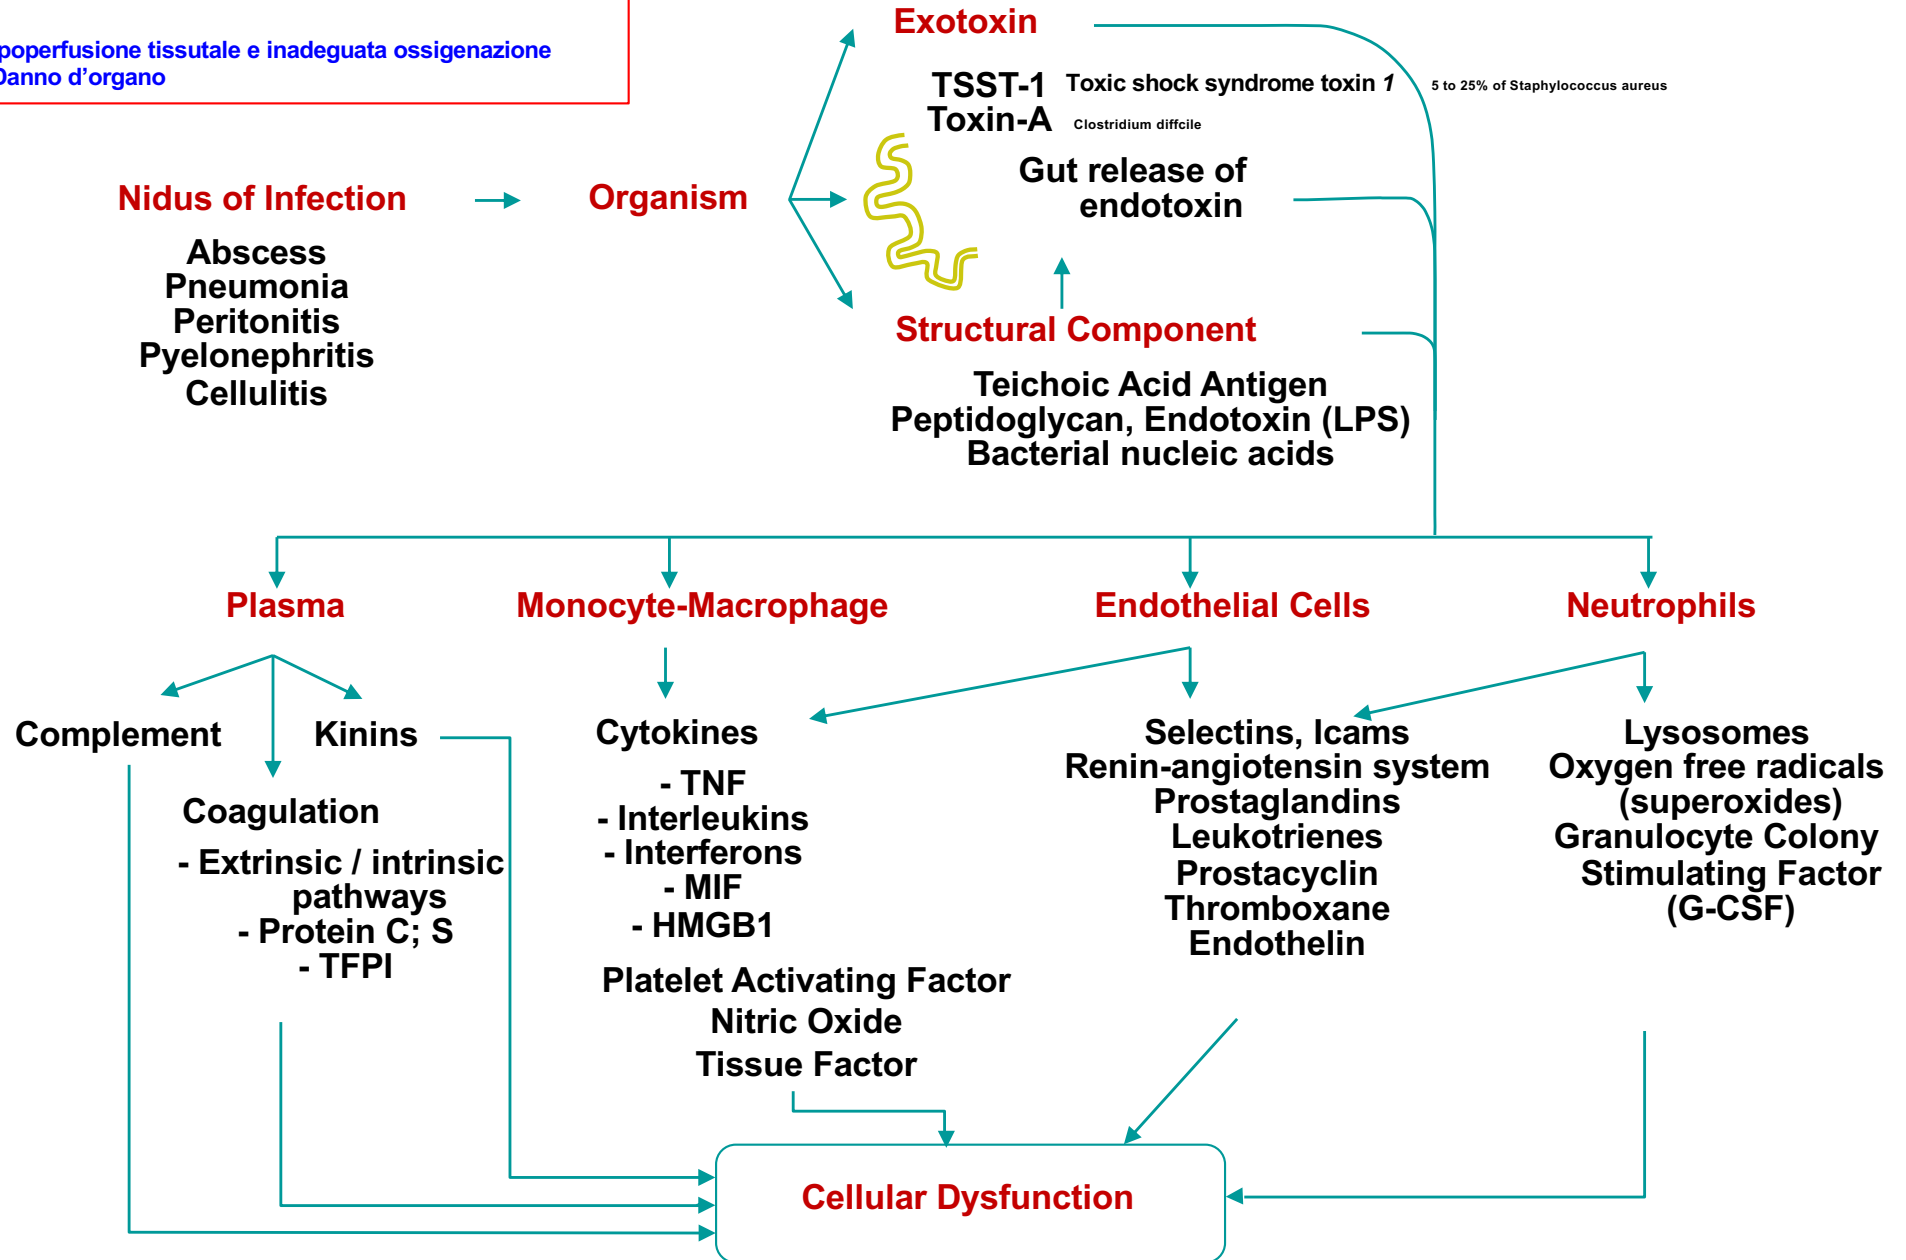 poperfusione tissutale e inadeguata ossigenazione
Danno d'organo
Exotoxin
TSST-1 Toxic shock syndrome toxin 1 5 to 25% of Staphylococcus aureus
Toxin-A Clostridium diffcile
Gut release of
endotoxin
Nidus of Infection
Organism
Abscess
Pneumonia
Peritonitis
Pyelonephritis
Cellulitis
Structural Component
Teichoic Acid Antigen
Peptidoglycan, Endotoxin (LPS)
Bacterial nucleic acids
Plasma
Monocyte-Macrophage
Endothelial Cells
Neutrophils
Complement
Kinins
Coagulation
- Extrinsic / intrinsic
pathways
- Protein C; S
- TFPI
Cytokines
- TNF
- Interleukins
- Interferons
- MIF
- HMGB1
Platelet Activating Factor
Nitric Oxide
Tissue Factor
Selectins, Icams
Renin-angiotensin system
Prostaglandins
Leukotrienes
Prostacyclin
Thromboxane
Endothelin
Lysosomes
Oxygen free radicals
(superoxides)
Granulocyte Colony
Stimulating Factor
(G-CSF)
Cellular Dysfunction